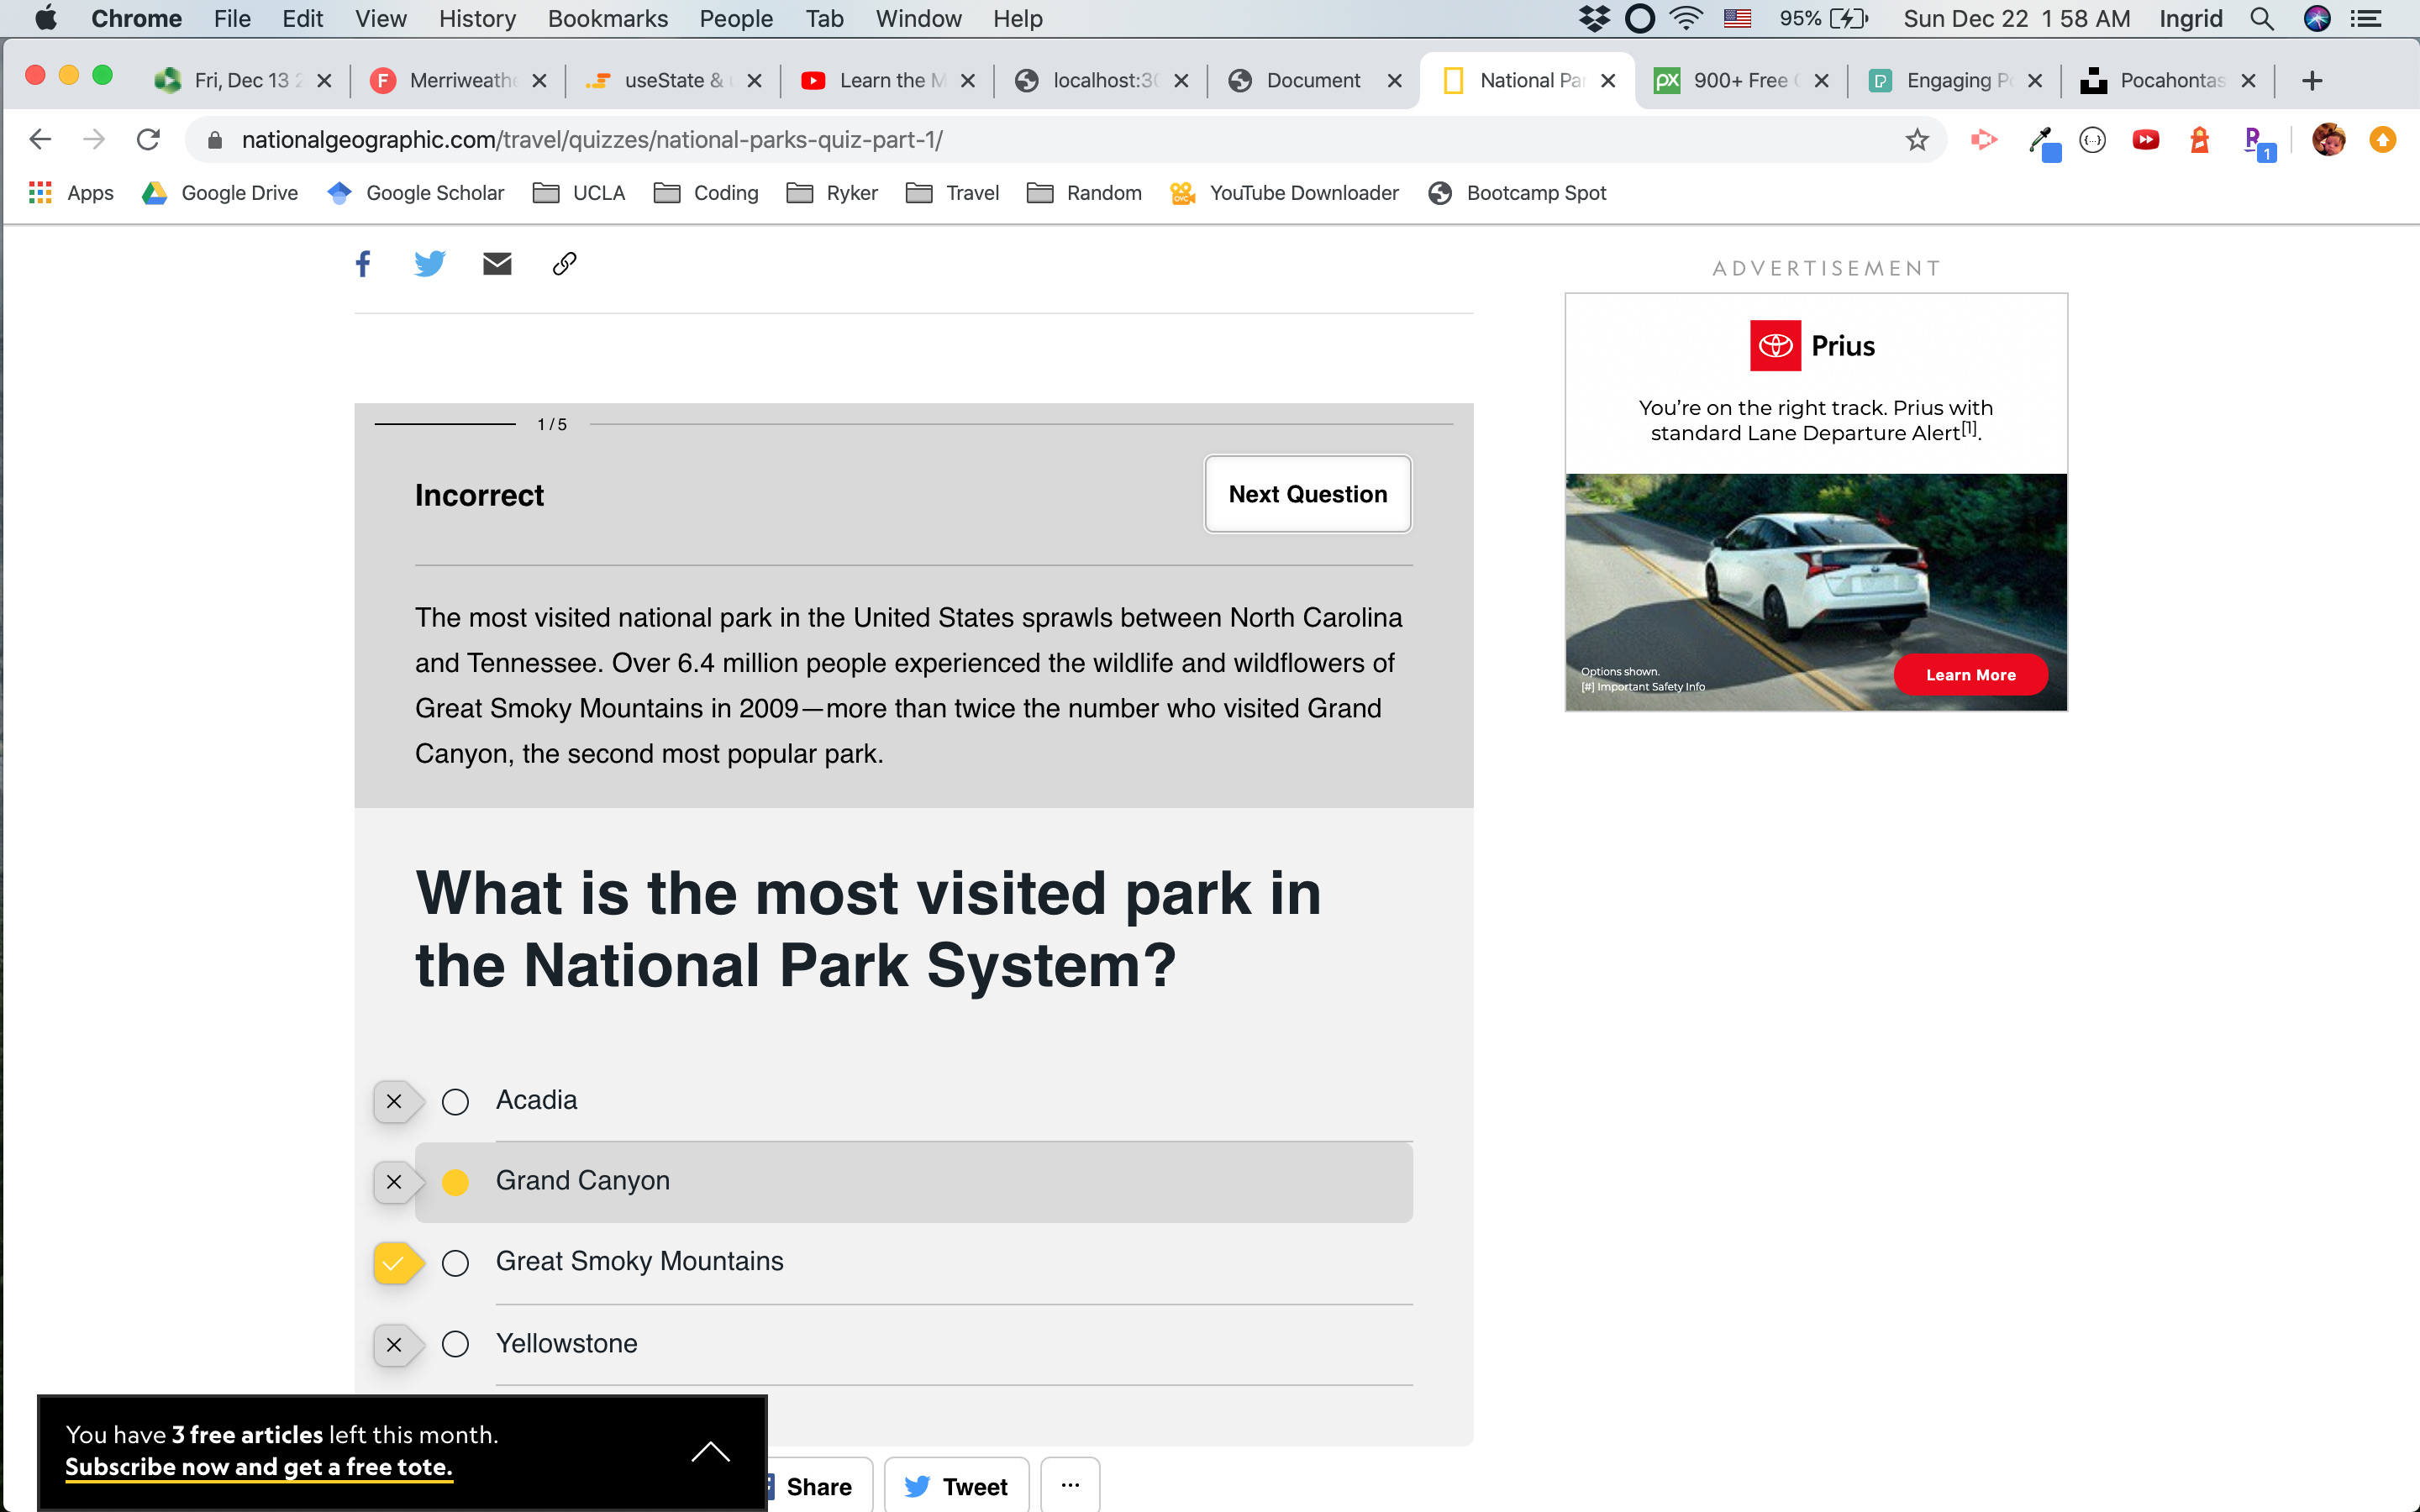 Chrome File Edit View History Bookmarks People Tab Window Help 95% Sun Dec 22 1 58 AM Ingrid
Fri, Dec 13 Merriweathe useState & Learn the M localhost:30 Document National Par 900+ Free Engaging P Pocahontas
nationalgeographic.com/travel/quizzes/national-parks-quiz-part-1/
Apps Google Drive Google Scholar UCLA Coding Ryker Travel Random YouTube Downloader Bootcamp Spot
ADVERTISEMENT
Prius
You’re on the right track. Prius with
standard Lane Departure Alert[1].
Options shown.
[#] Important Safety Info
Learn More
1 / 5
Incorrect
Next Question
The most visited national park in the United States sprawls between North Carolina
and Tennessee. Over 6.4 million people experienced the wildlife and wildflowers of
Great Smoky Mountains in 2009—more than twice the number who visited Grand
Canyon, the second most popular park.
What is the most visited park in
the National Park System?
Acadia
Grand Canyon
Great Smoky Mountains
Yellowstone
You have 3 free articles left this month.
Subscribe now and get a free tote.
Share Tweet ...